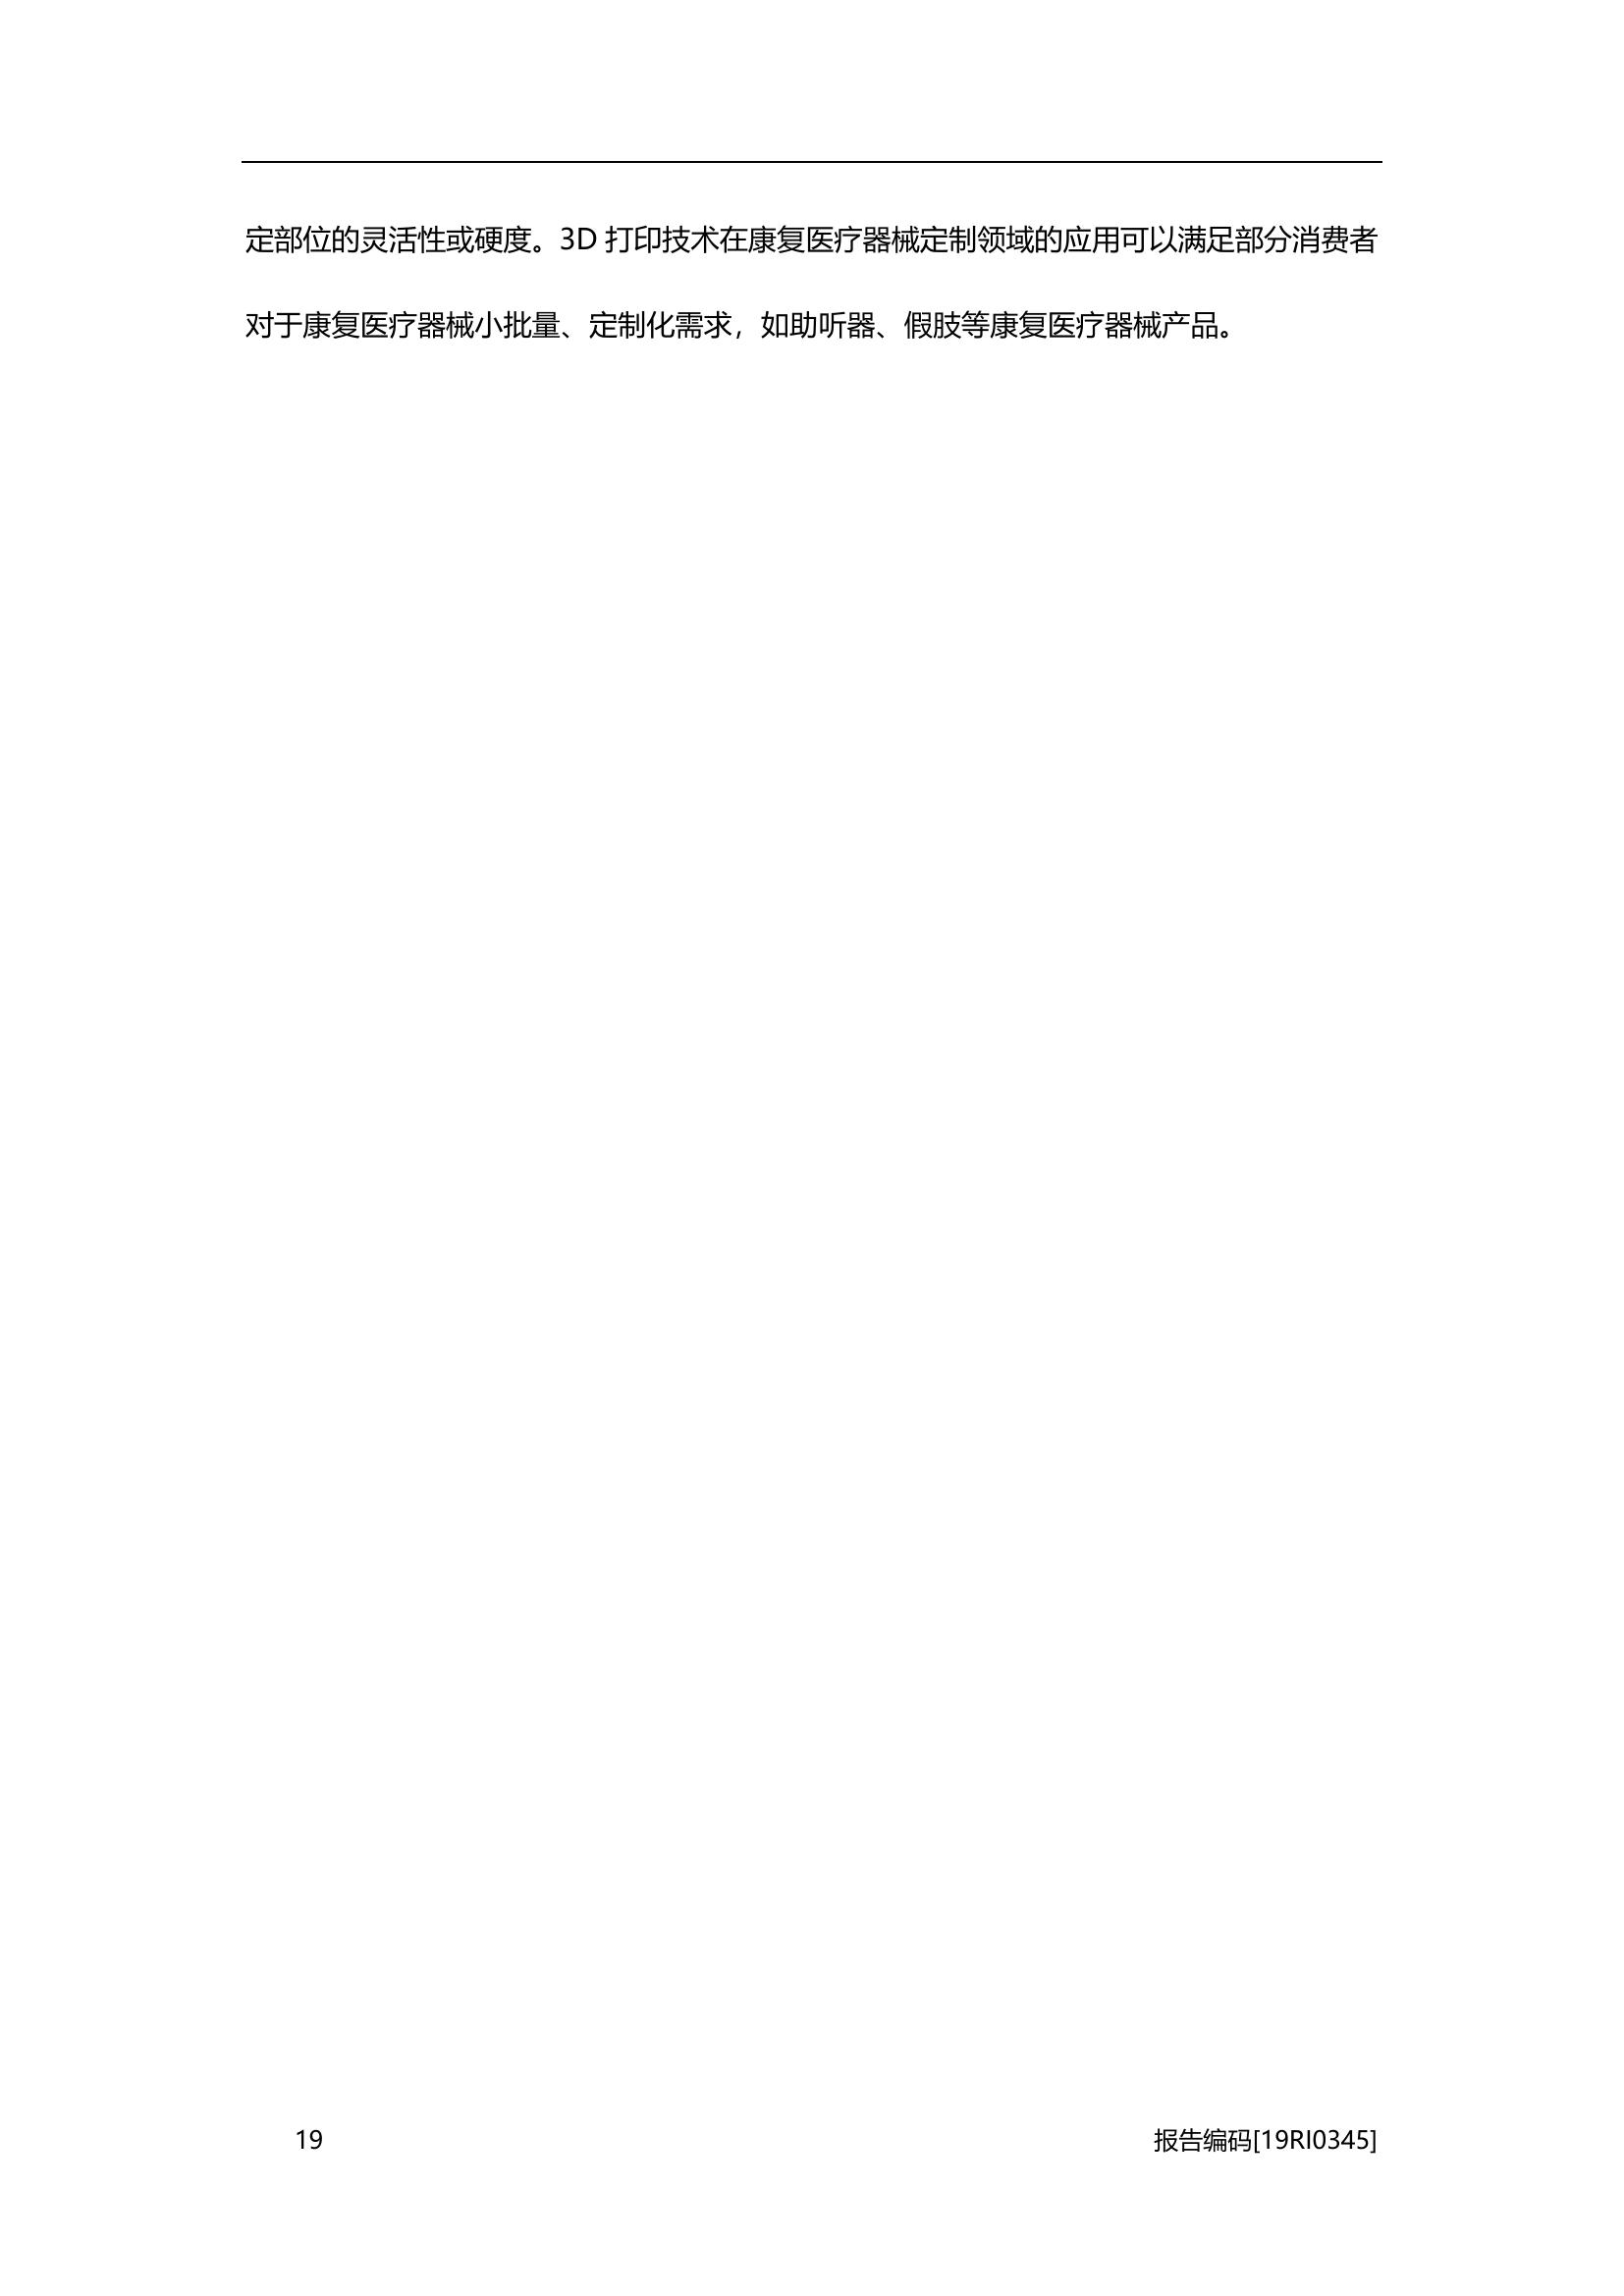 定部位的灵活性或硬度。3D 打印技术在康复医疗器械定制领域的应用可以满足部分消费者
对于康复医疗器械小批量、定制化需求，如助听器、假肢等康复医疗器械产品。
19
报告编码[19RI0345]